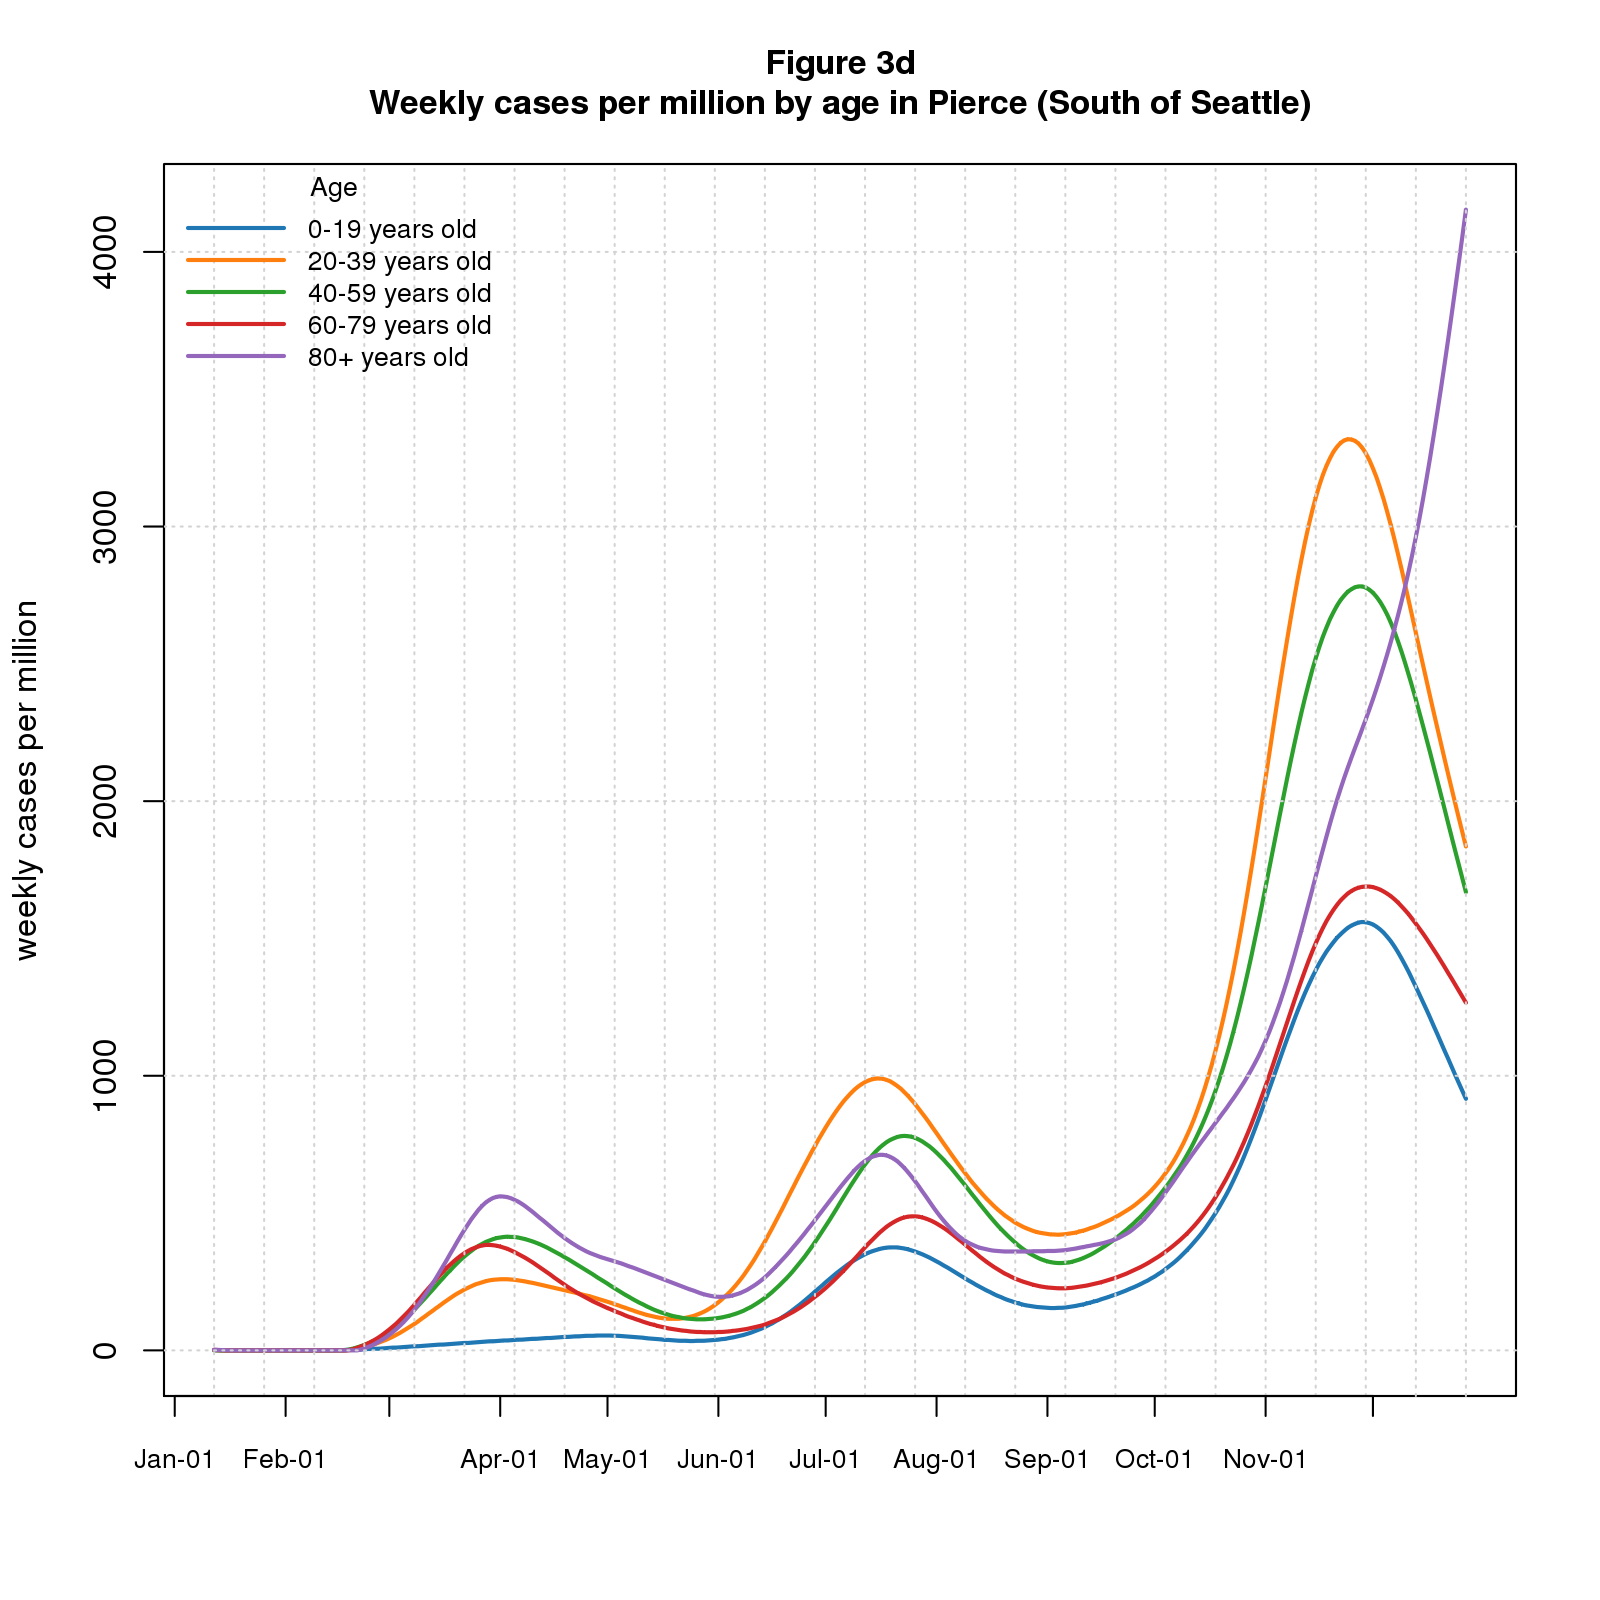 Figure 3d
Weekly cases per million by age in Pierce (South of Seattle)
Age
0-19 years old
20-39 years old
40-59 years old
60-79 years old
80+ years old
weekly cases per million
4000
3000
2000
1000
0
Jan-01 Feb-01 Apr-01 May-01 Jun-01 Jul-01 Aug-01 Sep-01 Oct-01 Nov-01